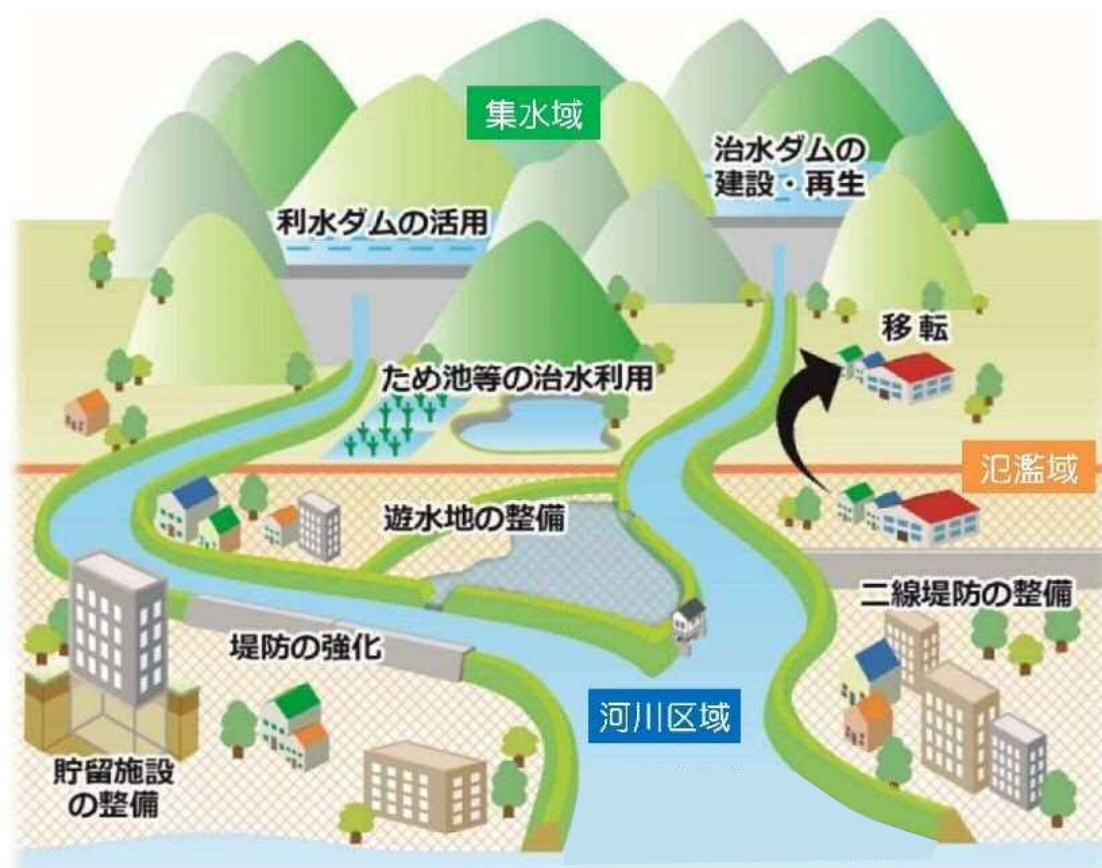 集水域
治水ダムの
建設・再生
利水ダムの活用
移転
ため池等の治水利用
氾濫域
遊水地の整備
二線堤防の整備
堤防の強化
河川区域
貯留施設
の整備